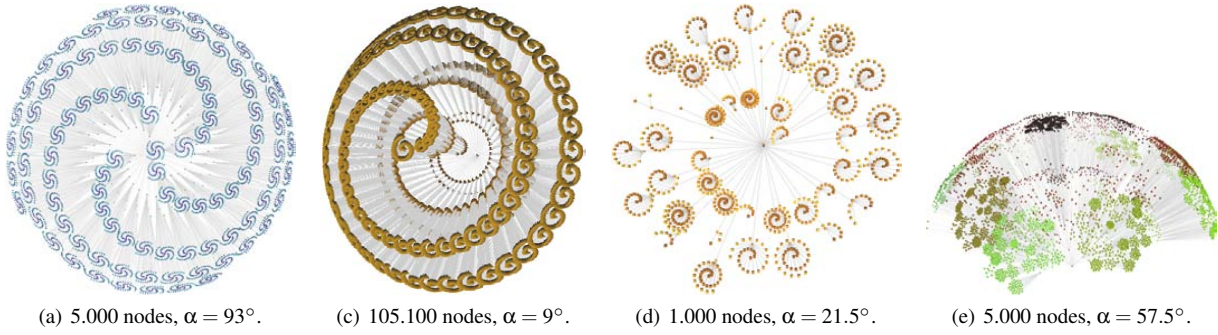 (a) 5.000 nodes, α = 93°.
(c) 105.100 nodes, α = 9°.
(d) 1.000 nodes, α = 21.5°.
(e) 5.000 nodes, α = 57.5°.